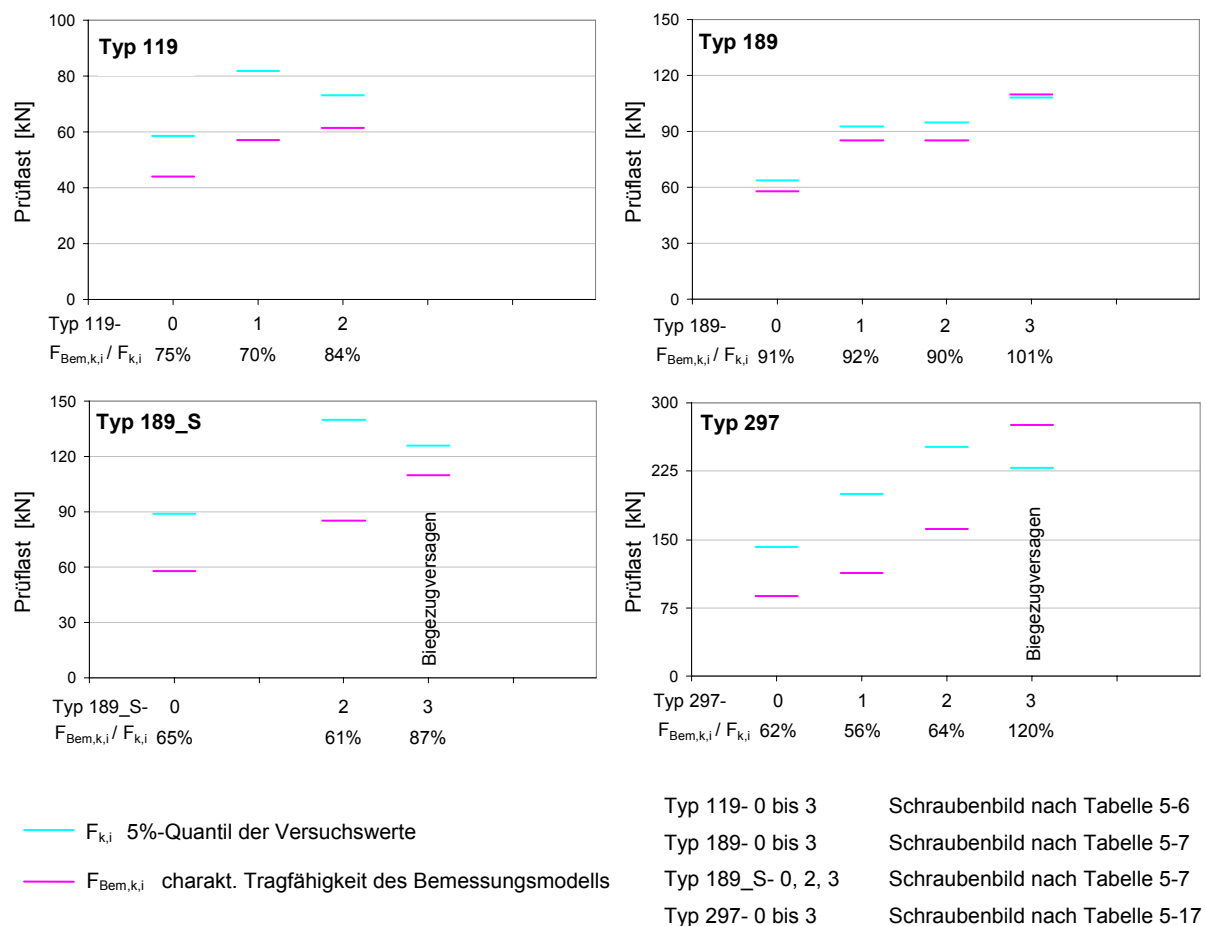 Typ 119
Prüflast [kN]
100
80
60
40
20
0
Typ 119- 0 1 2
F_Bem,k,i / F_k,i 75% 70% 84%
Typ 189
Prüflast [kN]
150
120
90
60
30
0
Typ 189- 0 1 2 3
F_Bem,k,i / F_k,i 91% 92% 90% 101%
Typ 189_S
Prüflast [kN]
150
120
90
60
30
0
Biegezugversagen
Typ 189_S- 0 2 3
F_Bem,k,i / F_k,i 65% 61% 87%
Typ 297
Prüflast [kN]
300
225
150
75
0
Biegezugversagen
Typ 297- 0 1 2 3
F_Bem,k,i / F_k,i 62% 56% 64% 120%
F_k,i 5%-Quantil der Versuchswerte
F_Bem,k,i charakt. Tragfähigkeit des Bemessungsmodells
Typ 119- 0 bis 3 Schraubenbild nach Tabelle 5-6
Typ 189- 0 bis 3 Schraubenbild nach Tabelle 5-7
Typ 189_S- 0, 2, 3 Schraubenbild nach Tabelle 5-7
Typ 297- 0 bis 3 Schraubenbild nach Tabelle 5-17